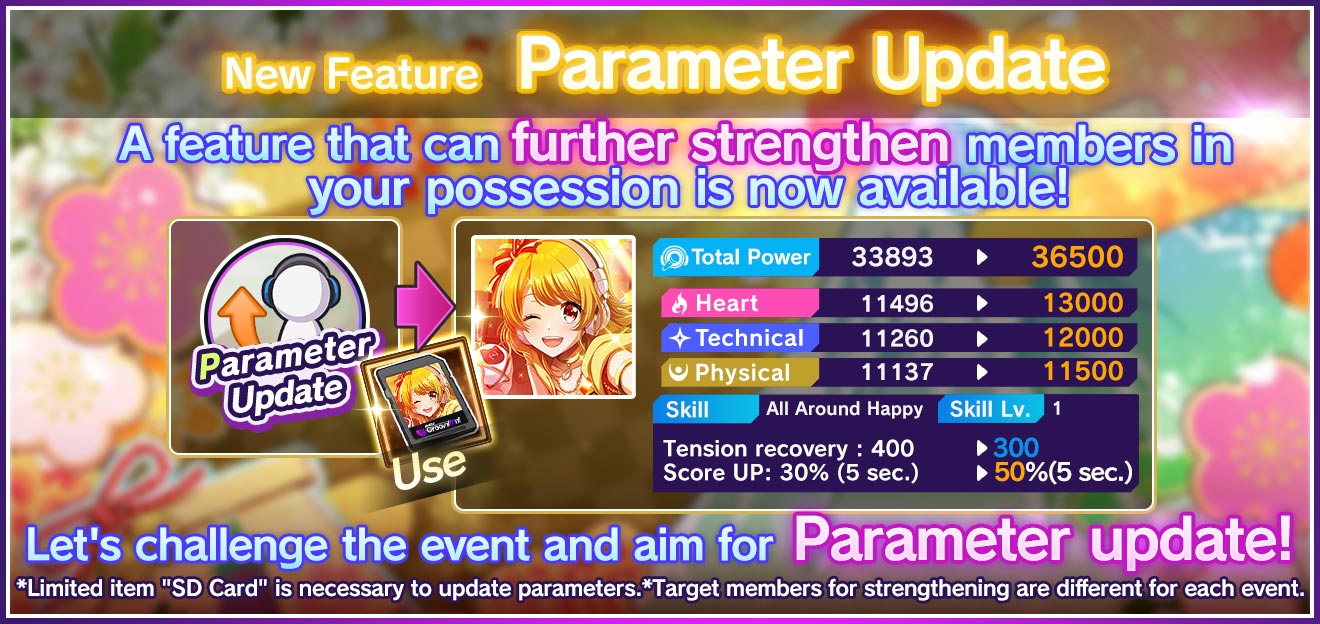 New Feature Parameter Update
A feature that can further strengthen members in
your possession is now available!
Parameter
Update
Use
Total Power 33893 ▶ 36500
Heart 11496 ▶ 13000
Technical 11260 ▶ 12000
Physical 11137 ▶ 11500
Skill All Around Happy Skill Lv. 1
Tension recovery : 400 ▶ 300
Score UP: 30% (5 sec.) ▶ 50%(5 sec.)
Let's challenge the event and aim for Parameter update!
*Limited item "SD Card" is necessary to update parameters.*Target members for strengthening are different for each event.